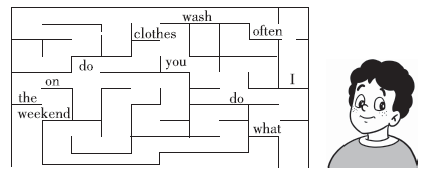 wash
clothes often
do you
on I
the do
weekend
what